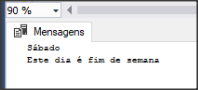 90 %
Mensagens
Sábado
Este dia é fim de semana